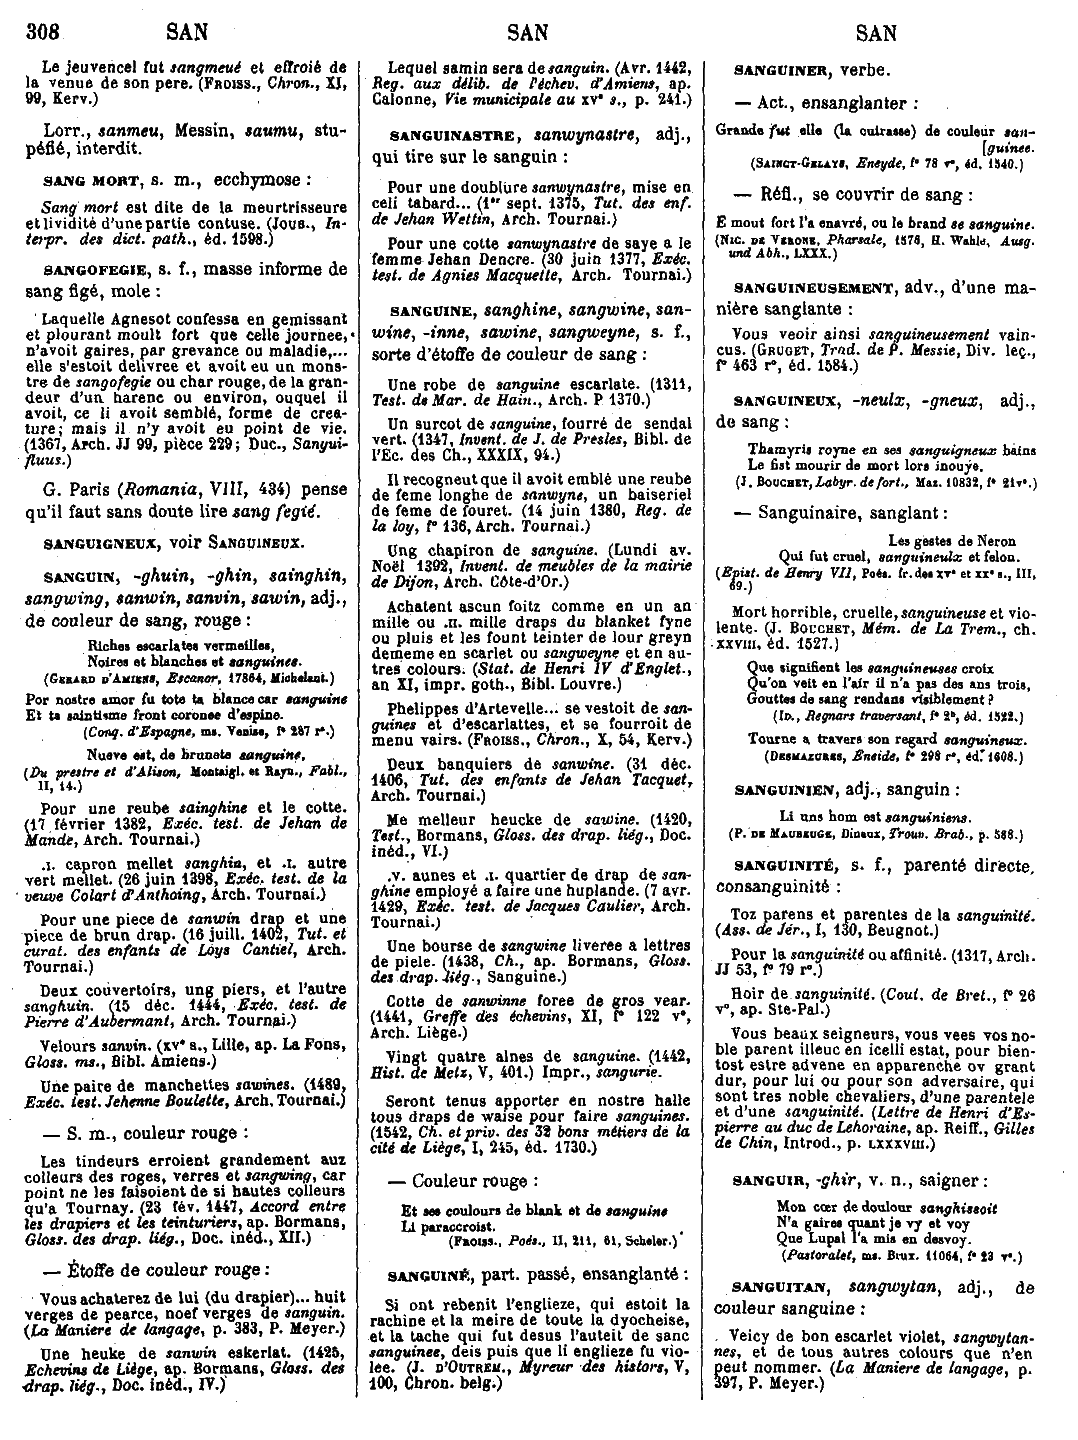 308 SAN SAN SAN
Le jeuvencel fut sangmeué et effroié de
la venue de son pere. (FROISS., Chron., XI,
99, Kerv.)
Lorr., sanmeu, Messin, saumu, stu-
péfié, interdit.
SANG MORT, s. m., ecchymose :
Sang mort est dite de la meurtrisseure
et lividité d'une partie contuse. (JOUB., In-
terpr. des dict. path., éd. 1598.)
SANGOFEGIE, s. f., masse informe de
sang figé, mole :
Laquelle Agnesot confessa en gemissant
et plourant moult fort que celle journee,
n'avoit gaires, par grevance ou maladie,...
elle s'estoit delivree et avoit eu un mons-
tre de sangofegie ou char rouge, de la gran-
deur d'un harenc ou environ, ouquel il
avoit, ce li avoit semblé, forme de crea-
ture; mais il n'y avoit eu point de vie.
(1367, Arch. JJ 99, pièce 229; Duc., Sangui-
fluus.)
G. Paris (Romania, VIII, 434) pense
qu'il faut sans doute lire sang fegié.
SANGUIGNEUX, voir SANGUINEUX.
SANGUIN, -ghuin, -ghin, sainghin,
sangwing, sanwin, sanvin, sawin, adj.,
de couleur de sang, rouge :
Riches escarlates vermeilles,
Noires et blanches et sanguines.
(GERARD D'AMIENS, Escanor, 17864, Michelant.)
Por nostre amor fu tote ta blance car sanguine
Et ta saintisme front coronee d'espine.
(Conq. d'Espagne, ms. Venise, f° 287 r°.)
Nueve est, de brunete sanguine,
(Du prestre et d'Alison, Montaigl. et Rayn., Fabl.,
II, 14.)
Pour une reube sainghine et le cotte.
(17 février 1382, Exéc. test. de Jehan de
Mande, Arch. Tournai.)
.I. capron mellet sanghin, et .I. autre
vert mellet. (26 juin 1398, Exéc. test. de la
veuve Colart d'Anthoing, Arch. Tournai.)
Pour une piece de sanwin drap et une
piece de brun drap. (16 juill. 1402, Tut. et
curat. des enfants de Loys Cantiel, Arch.
Tournai.)
Deux couvertoirs, ung piers, et l'autre
sanghuin. (15 déc. 1444, Exéc. test. de
Pierre d'Aubermant, Arch. Tournai.)
Velours sanvin. (XV° s., Lille, ap. La Fons,
Gloss. ms., Bibl. Amiens.)
Une paire de manchettes sawines. (1489,
Exéc. test. Jehenne Boulette, Arch. Tournai.)
— S. m., couleur rouge :
Les tindeurs erroient grandement auz
colleurs des roges, verres et sangwing, car
point ne les faisoient de si hautes colleurs
qu'a Tournay. (23 fév. 1447, Accord entre
les drapiers et les teinturiers, ap. Bormans,
Gloss. des drap. liég., Doc. inéd., XII.)
— Étoffe de couleur rouge :
Vous achaterez de lui (du drapier)... huit
verges de pearce, noef verges de sanguin.
(La Maniere de langage, p. 383, P. Meyer.)
Une heuke de sanwin eskerlat. (1425,
Echevins de Liège, ap. Bormans, Gloss. des
drap. liég., Doc. inéd., IV.)
Lequel samin sera de sanguin. (Avr. 1442,
Reg. aux délib. de l'échev. d'Amiens, ap.
Calonne, Vie municipale au XV° s., p. 241.)
SANGUINASTRE, sanwynastre, adj.,
qui tire sur le sanguin :
Pour une doublure sanwynastre, mise en
celi tabard... (1er sept. 1375, Tut. des enf.
de Jehan Wettin, Arch. Tournai.)
Pour une cotte sanwynastre de saye a le
femme Jehan Dencre. (30 juin 1377, Exéc.
test. de Agnies Macquette, Arch. Tournai.)
SANGUINE, sanghine, sangwine, san-
wine, -inne, sawine, sangweyne, s. f.,
sorte d'étoffe de couleur de sang :
Une robe de sanguine escarlate. (1311,
Test. de Mar. de Hain., Arch. P 1370.)
Un surcot de sanguine, fourré de sendal
vert. (1347, Invent. de J. de Presles, Bibl. de
l'Ec. des Ch., XXXIX, 94.)
Il recogneut que il avoit emblé une reube
de feme longhe de sanwyne, un baiseriel
de feme de fouret. (14 juin 1380, Reg. de
la loy, f° 136, Arch. Tournai.)
Ung chapiron de sanguine. (Lundi av.
Noël 1392, Invent. de meubles de la mairie
de Dijon, Arch. Côte-d'Or.)
Achatent ascun foitz comme en un an
mille ou .II. mille draps du blanket fyne
ou pluis et les fount teinter de lour greyn
dememe en scarlet ou sangweyne et en au-
tres colours. (Stat. de Henri IV d'Englet.,
an XI, impr. goth., Bibl. Louvre.)
Phelippes d'Artevelle... se vestoit de san-
guines et d'escarlattes, et se fourroit de
menu vairs. (FROISS., Chron., X, 54, Kerv.)
Deux banquiers de sanwine. (31 déc.
1406, Tut. des enfants de Jehan Tacquet,
Arch. Tournai.)
Me melleur heucke de sawine. (1420,
Test., Bormans, Gloss. des drap. liég., Doc.
inéd., VI.)
.V. aunes et .I. quartier de drap de san-
ghine employé a faire une huplande. (7 avr.
1429, Exéc. test. de Jacques Caulier, Arch.
Tournai.)
Une bourse de sangwine liveree a lettres
de piele. (1438, Ch., ap. Bormans, Gloss.
des drap. liég., Sanguine.)
Cotte de sanwinne foree de gros vear.
(1441, Greffe des échevins, XI, f° 122 v°,
Arch. Liège.)
Vingt quatre alnes de sanguine. (1442,
Hist. de Metz, V, 401.) Impr., sangurie.
Seront tenus apporter en nostre halle
tous draps de waise pour faire sanguines.
(1542, Ch. et priv. des 32 bons métiers de la
cité de Liège, I, 245, éd. 1730.)
— Couleur rouge :
Et ses coulours de blank et de sanguine
Li paraccroist.
(FROISS., Poés., II, 211, 61, Scheler.)
SANGUINÉ, part. passé, ensanglanté :
Si ont rebenit l'englieze, qui estoit la
rachine et la meire de toute la dyocheise,
et la tache qui fut desus l'auteit de sanc
sanguinee, deis puis que li englieze fu vio-
lee. (J. D'OUTREM., Myreur des histors, V,
100, Chron. belg.)
SANGUINER, verbe.
— Act., ensanglanter :
Grande fut elle (la cuirasse) de couleur san-
[guinee.
(SAINCT-GELAYS, Eneyde, f° 78 r°, éd. 1540.)
— Réfl., se couvrir de sang :
E mout fort l'a enavré, ou le brand se sanguine.
(NIC. DE VERONE, Pharsale, 1576, H. Wahle, Ausg.
und Abh., LXXX.)
SANGUINEUSEMENT, adv., d'une ma-
nière sanglante :
Vous veoir ainsi sanguineusement vain-
cus. (GRUGET, Trad. de P. Messie, Div. leç.,
f° 463 r°, éd. 1584.)
SANGUINEUX, -neulx, -gneux, adj.,
de sang :
Thamyris royne en ses sanguigneux bains
Le fist mourir de mort lors inouye.
(J. BOUCHET, Labyr. de fort., Maz. 10832, f° 21v°.)
— Sanguinaire, sanglant :
Les gestes de Neron
Qui fut cruel, sanguineulx et felon.
(Epist. de Henry VII, Poés. fr. des XV° et XX° s., III,
69.)
Mort horrible, cruelle, sanguineuse et vio-
lente. (J. BOUCHET, Mém. de La Trem., ch.
XXVIII, éd. 1527.)
Que signifient les sanguineuses croix
Qu'on veit en l'air il n'a pas des ans trois,
Gouttes de sang rendans visiblement ?
(ID., Regnars traversant, f° 2b, éd. 1522.)
Tourne a travers son regard sanguineux.
(DESMAZURES, Eneide, f° 298 r°, éd. 1608.)
SANGUINIEN, adj., sanguin :
Li uns hom est sanguiniens.
(P. DE MAUBEUGE, Dinaux, Trouv. Brab., p. 588.)
SANGUINITÉ, s. f., parenté directe,
consanguinité :
Toz parens et parentes de la sanguinité.
(Ass. de Jér., I, 130, Beugnot.)
Pour la sanguinité ou affinité. (1317, Arch.
JJ 53, f° 79 r°.)
Hoir de sanguinité. (Cout. de Bret., f° 26
v°, ap. Ste-Pal.)
Vous beaux seigneurs, vous vees vos no-
ble parent illeuc en icelli estat, pour bien-
tost estre advene en apparenche ov grant
dur, pour lui ou pour son adversaire, qui
sont tres noble chevaliers, d'une parentele
et d'une sanguinité. (Lettre de Henri d'Es-
pierre au duc de Lehoraine, ap. Reiff., Gilles
de Chin, Introd., p. LXXXVIII.)
SANGUIR, -ghir, v. n., saigner :
Mon cœr de doulour sanghissoit
N'a gaires quant je vy et voy
Que Lupal l'a mis en desvoy.
(Pastoralet, ms. Brux. 11064, f° 23 v°.)
SANGUITAN, sangwytan, adj., de
couleur sanguine :
Veicy de bon escarlet violet, sangwytan-
nes, et de tous autres colours que n'en
peut nommer. (La Maniere de langage, p.
397, P. Meyer.)